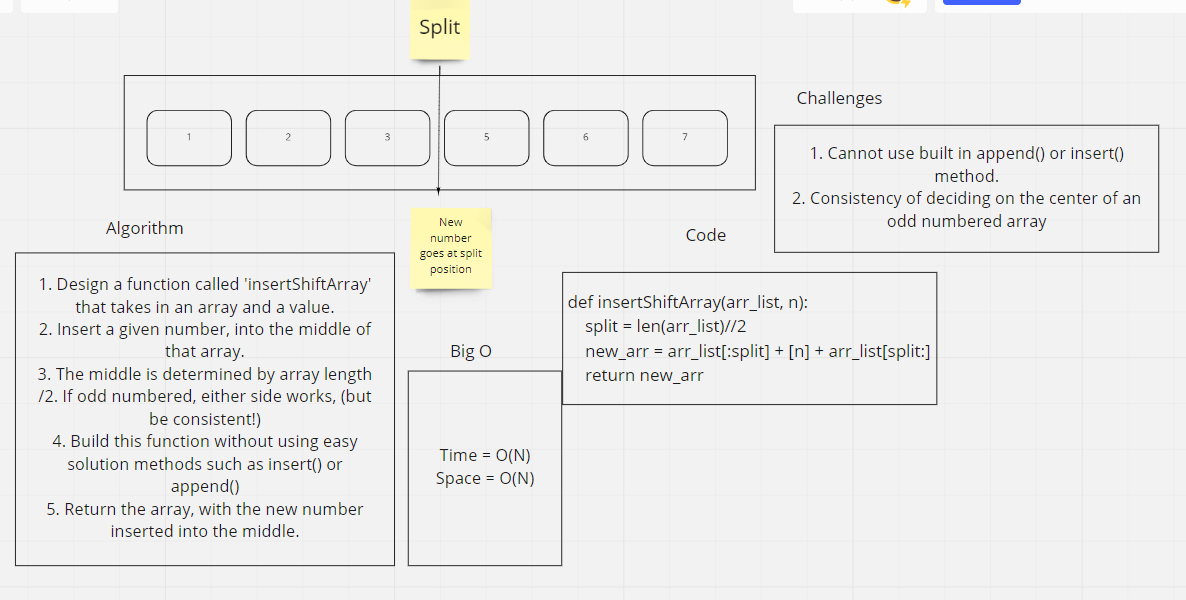 Split
1
2
3
5
6
7
Challenges
1. Cannot use built in append() or insert()
method.
2. Consistency of deciding on the center of an
odd numbered array
New
number
goes at split
position
Algorithm
1. Design a function called 'insertShiftArray'
that takes in an array and a value.
2. Insert a given number, into the middle of
that array.
3. The middle is determined by array length
/2. If odd numbered, either side works, (but
be consistent!)
4. Build this function without using easy
solution methods such as insert() or
append()
5. Return the array, with the new number
inserted into the middle.
Big O
Time = O(N)
Space = O(N)
Code
def insertShiftArray(arr_list, n):
    split = len(arr_list)//2
    new_arr = arr_list[:split] + [n] + arr_list[split:]
    return new_arr